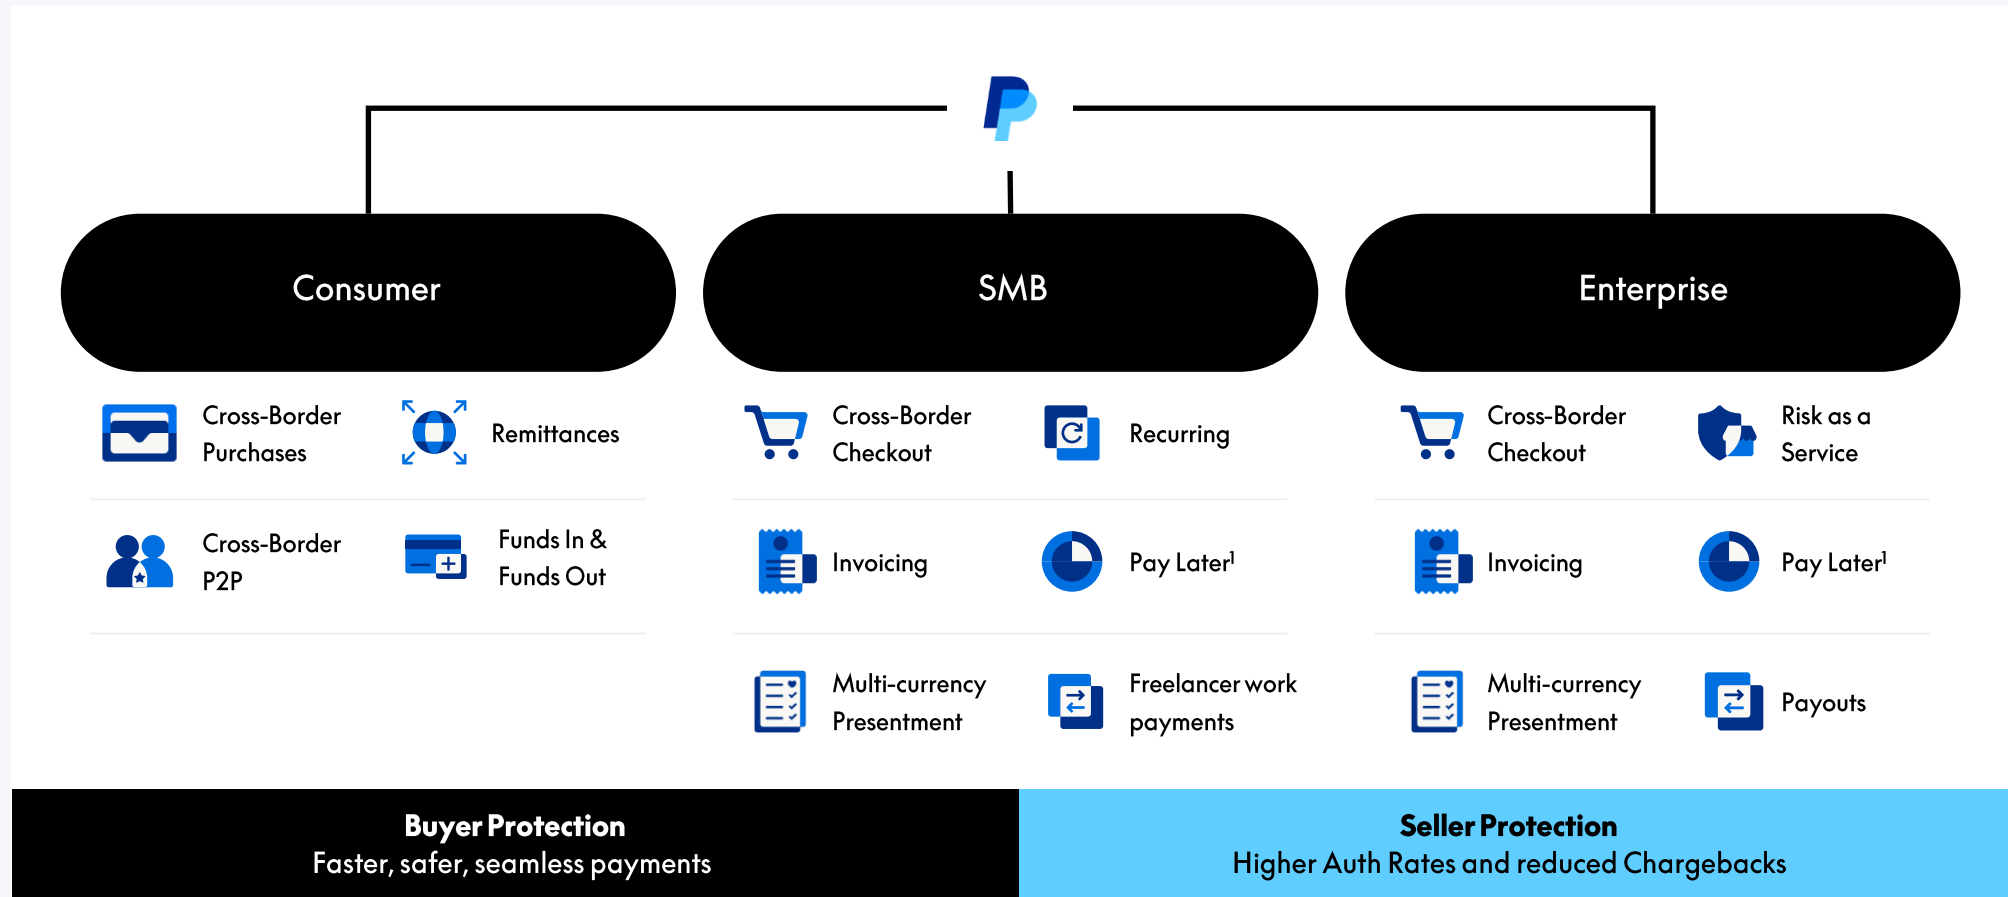 Consumer
SMB
Enterprise
Cross-Border
Purchases
Remittances
Cross-Border
P2P
Funds In &
Funds Out
Cross-Border
Checkout
Recurring
Invoicing
Pay Later¹
Multi-currency
Presentment
Freelancer work
payments
Cross-Border
Checkout
Risk as a
Service
Invoicing
Pay Later¹
Multi-currency
Presentment
Payouts
Buyer Protection
Faster, safer, seamless payments
Seller Protection
Higher Auth Rates and reduced Chargebacks